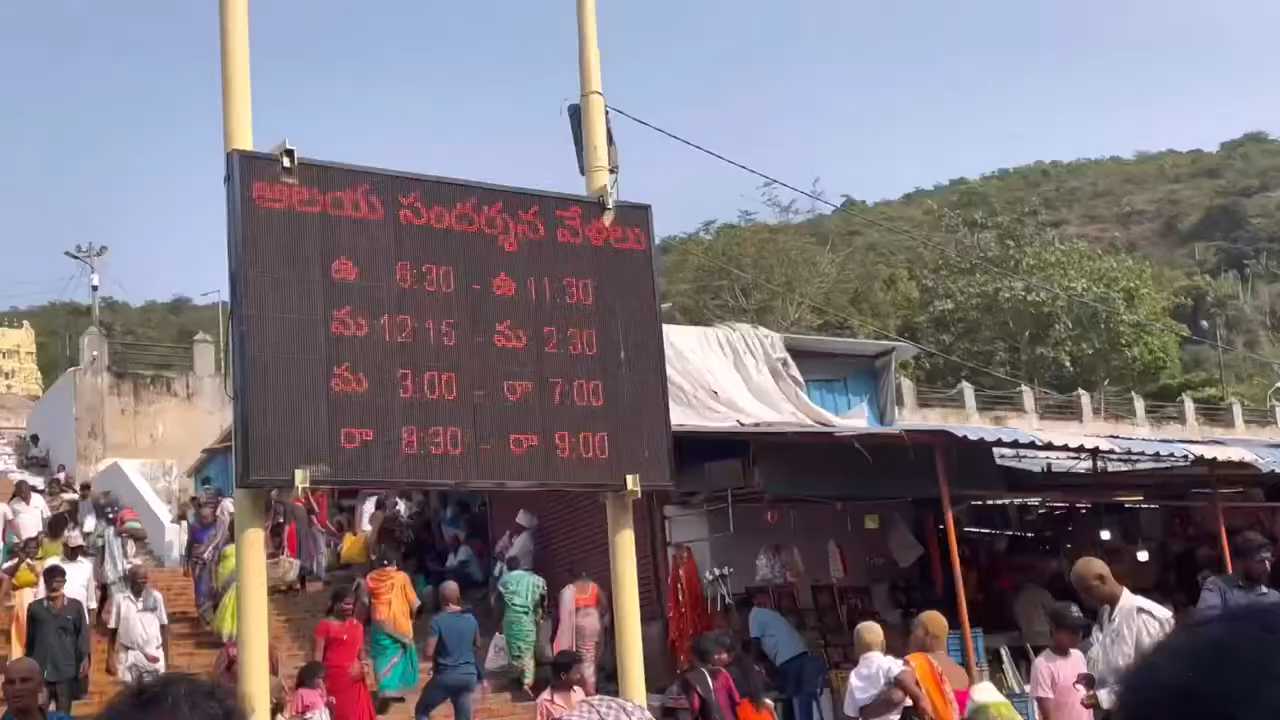 ఆలయ సందర్శన వేళలు
ఉ 6:30 - ఉ 11.30
మ 12:15 - మ 2:30
మ 3:00 - రా 7:00
రా 8:30 - రా 9:00